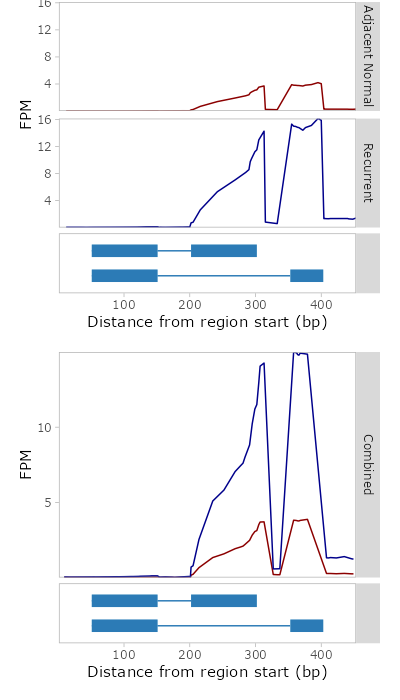 16
12
8
4
Adjacent Normal
FPM
16
12
8
4
Recurrent
100 200 300 400
Distance from region start (bp)
10
5
FPM
Combined
100 200 300 400
Distance from region start (bp)